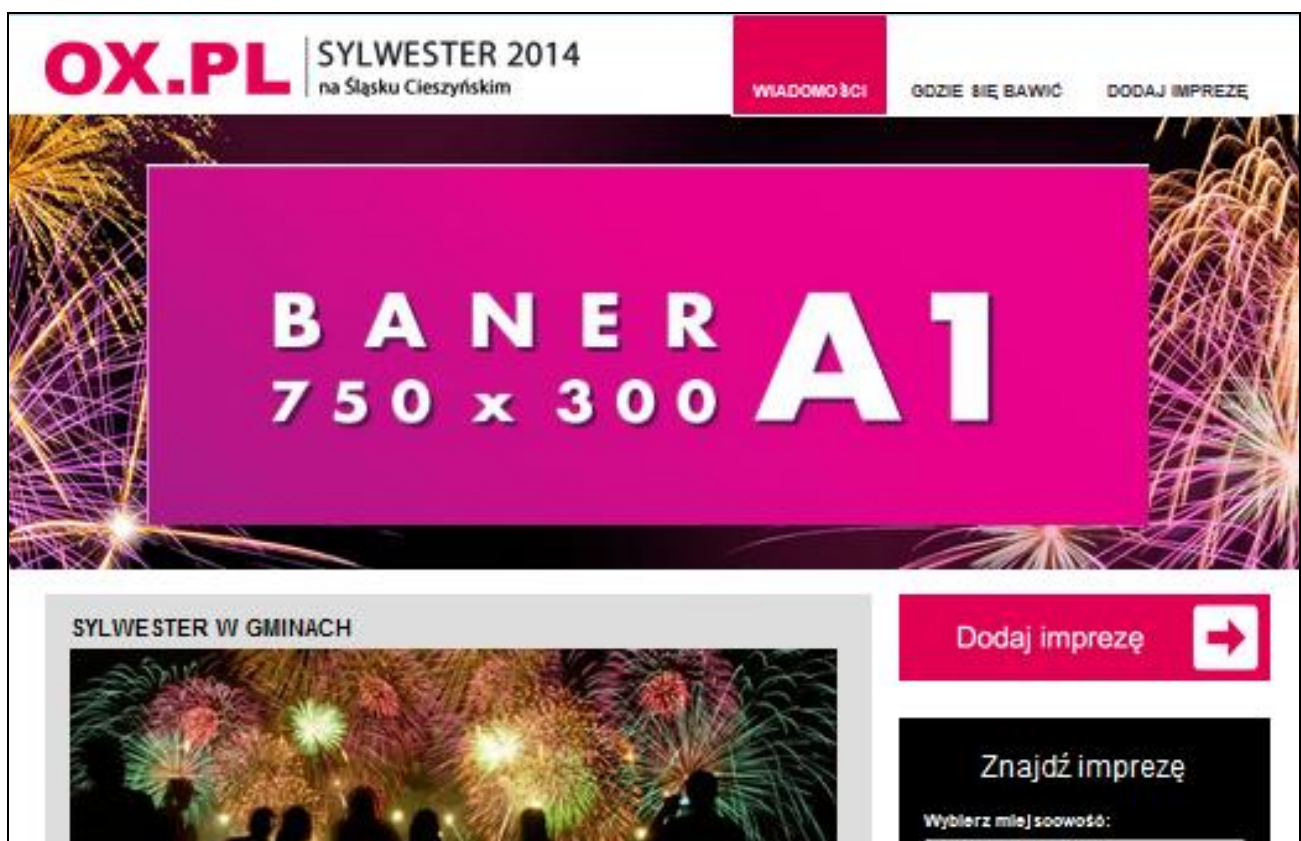 OX.PL
SYLWESTER 2014
na Śląsku Cieszyńskim
WIADOMOŚCI
GDZIE SIĘ BAWIĆ
DODAJ IMPREZĘ
BANER
750 x 300
A1
SYLWESTER W GMINACH
Dodaj imprezę
Znajdź imprezę
Wybierz miejscowość: